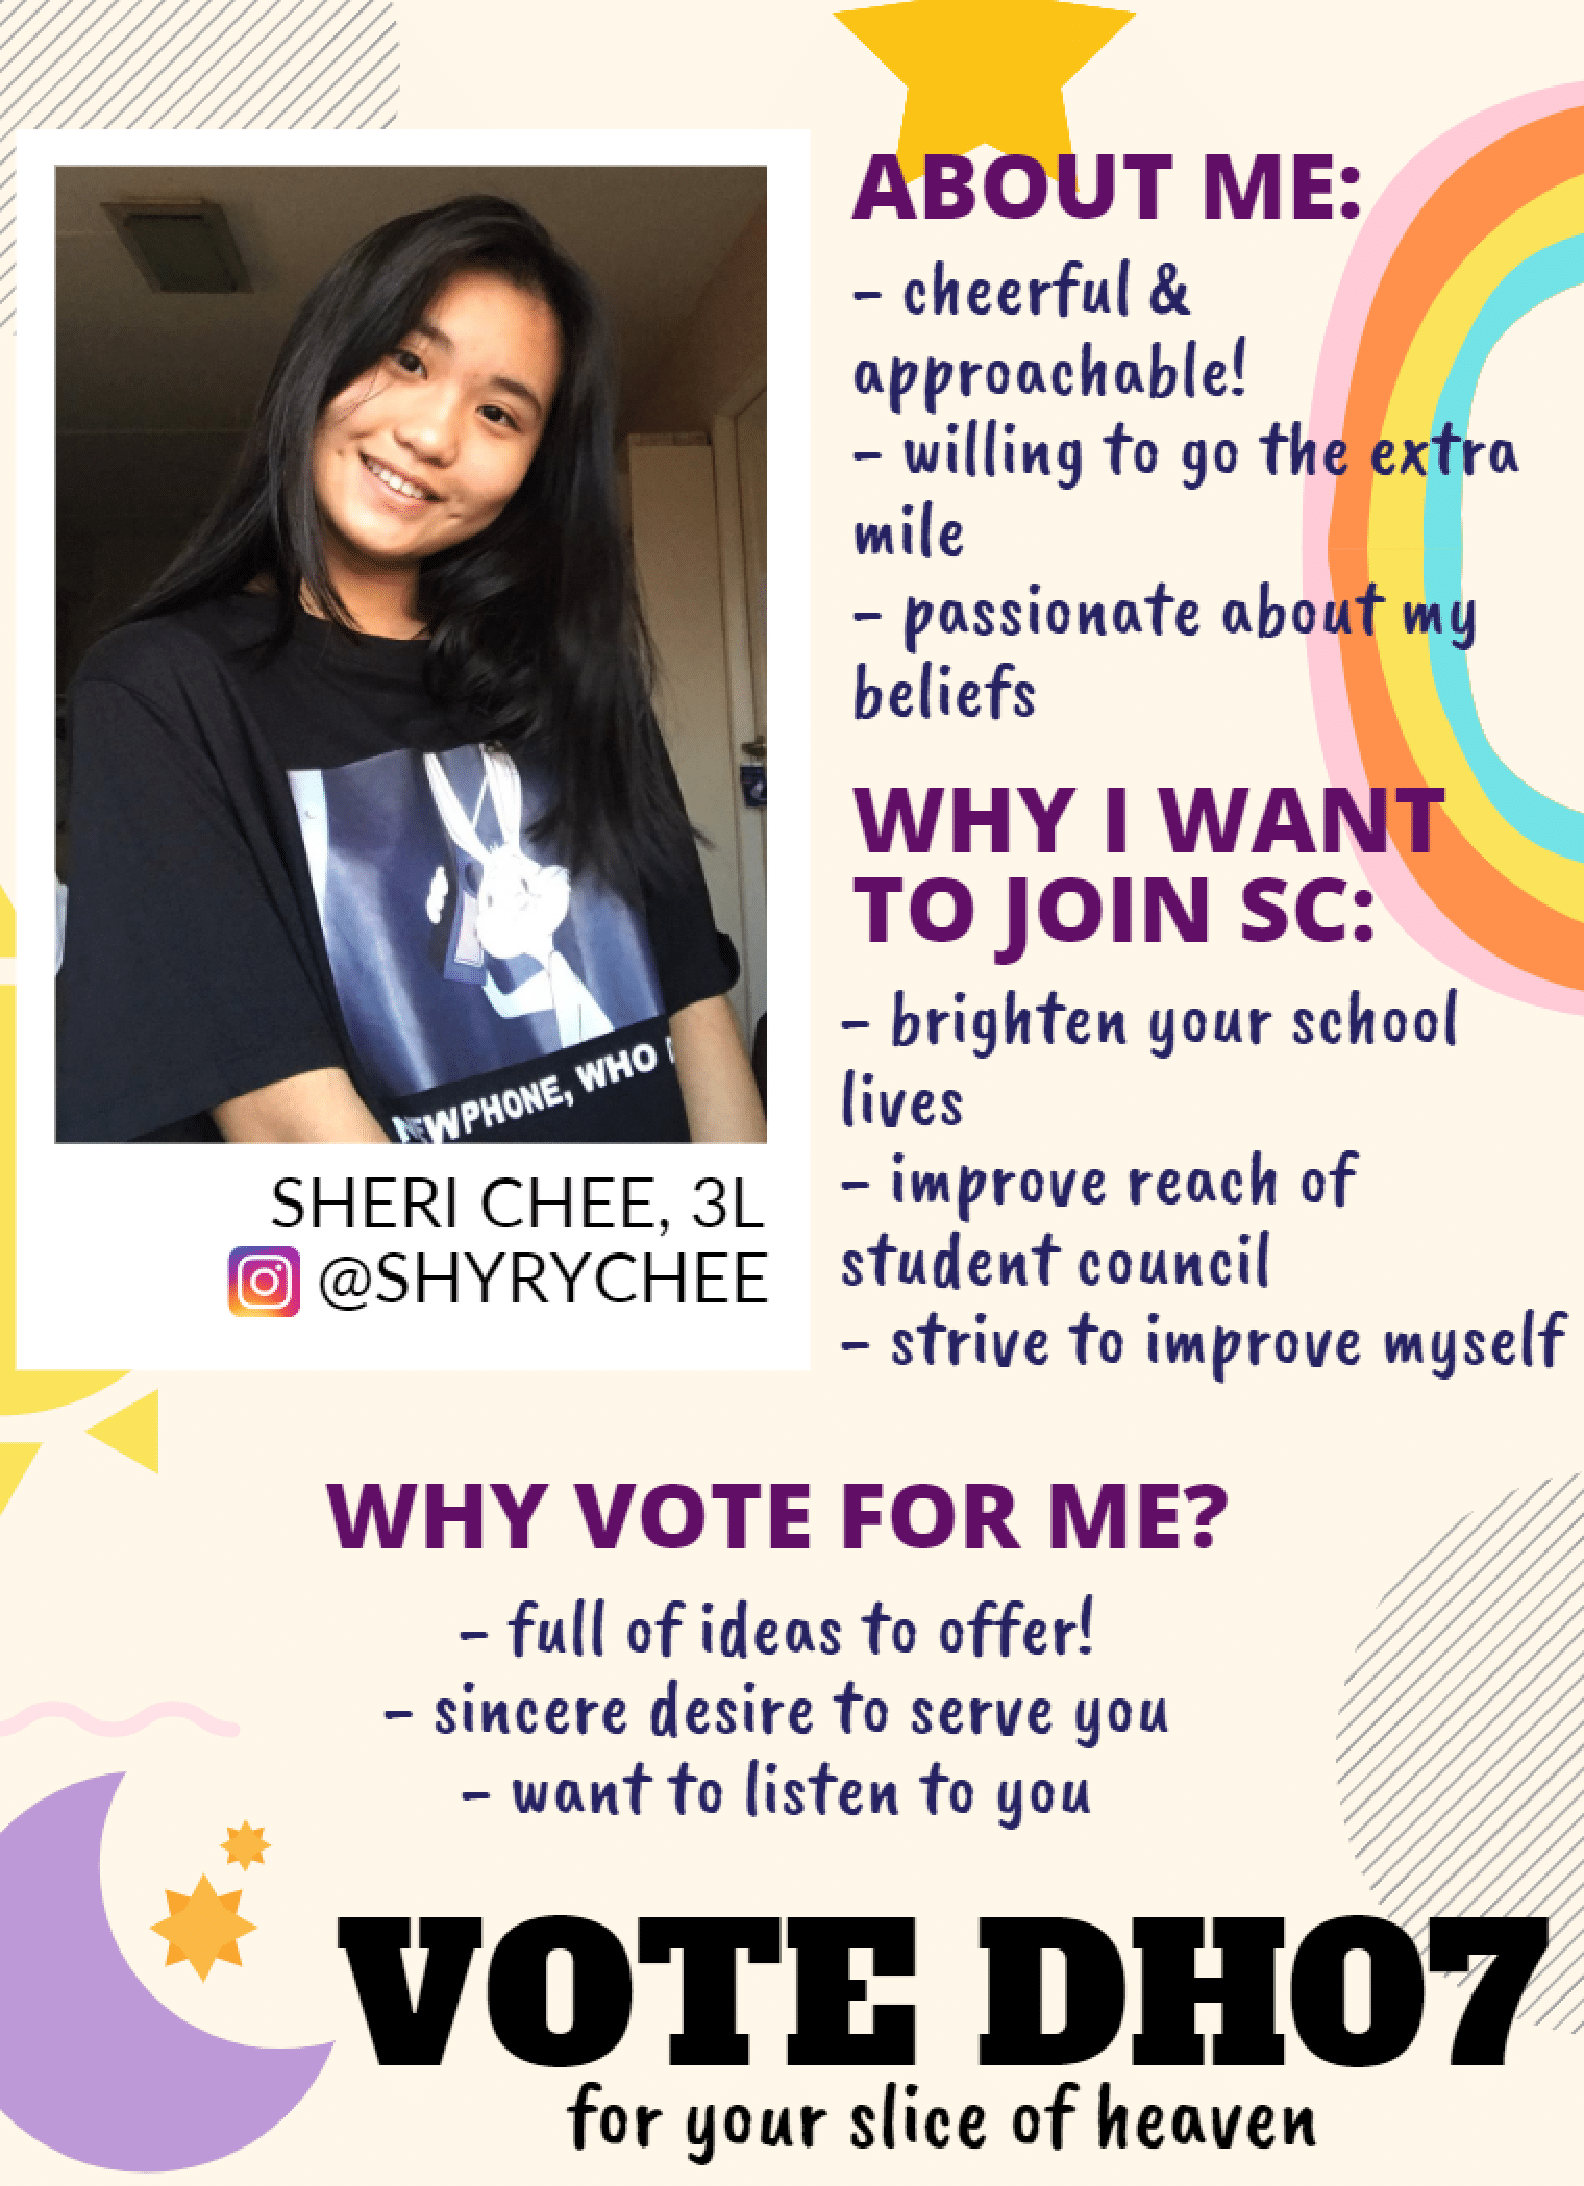 ABOUT ME:
- cheerful &
approachable!
- willing to go the extra
mile
- passionate about my
beliefs
WHY I WANT
TO JOIN SC:
- brighten your school
lives
- improve reach of
student council
- strive to improve myself
PHONE, WHO
SHERI CHEE, 3L
@SHYRYCHEE
WHY VOTE FOR ME?
- full of ideas to offer!
- sincere desire to serve you
- want to listen to you
VOTE DH07
for your slice of heaven